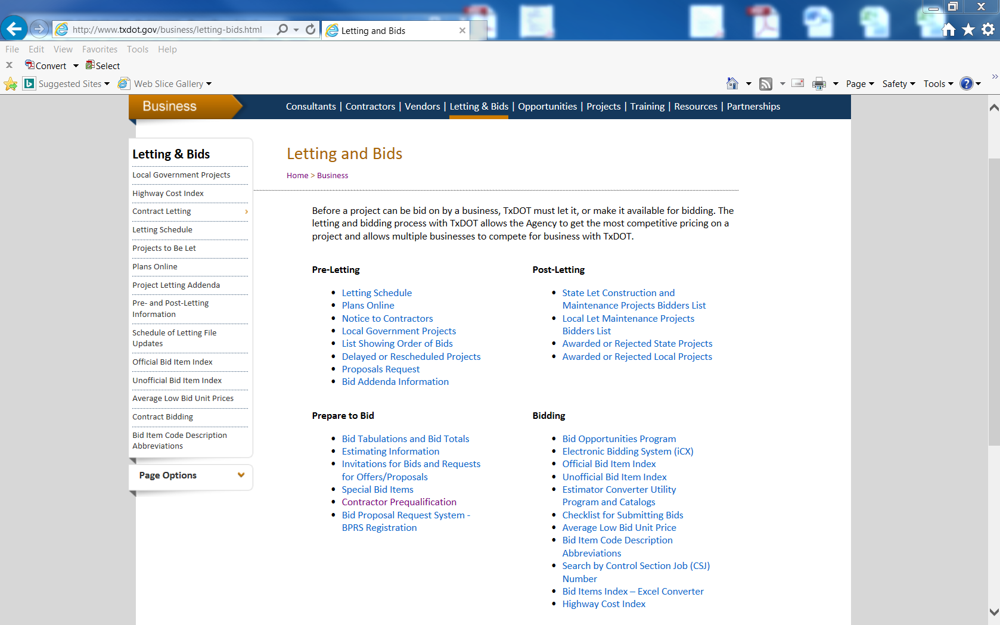 http://www.txdot.gov/business/letting-bids.html
Letting and Bids
File Edit View Favorites Tools Help
x Convert Select
Suggested Sites Web Slice Gallery
Page Safety Tools
Business
Consultants | Contractors | Vendors | Letting & Bids | Opportunities | Projects | Training | Resources | Partnerships
Letting & Bids
Local Government Projects
Highway Cost Index
Contract Letting
Letting Schedule
Projects to Be Let
Plans Online
Project Letting Addenda
Pre- and Post-Letting
Information
Schedule of Letting File
Updates
Official Bid Item Index
Unofficial Bid Item Index
Average Low Bid Unit Prices
Contract Bidding
Bid Item Code Description
Abbreviations
Page Options
Letting and Bids
Home > Business
Before a project can be bid on by a business, TxDOT must let it, or make it available for bidding. The
letting and bidding process with TxDOT allows the Agency to get the most competitive pricing on a
project and allows multiple businesses to compete for business with TxDOT.
Pre-Letting
• Letting Schedule
• Plans Online
• Notice to Contractors
• Local Government Projects
• List Showing Order of Bids
• Delayed or Rescheduled Projects
• Proposals Request
• Bid Addenda Information
Post-Letting
• State Let Construction and
Maintenance Projects Bidders List
• Local Let Maintenance Projects
Bidders List
• Awarded or Rejected State Projects
• Awarded or Rejected Local Projects
Prepare to Bid
• Bid Tabulations and Bid Totals
• Estimating Information
• Invitations for Bids and Requests
for Offers/Proposals
• Special Bid Items
• Contractor Prequalification
• Bid Proposal Request System -
BPRS Registration
Bidding
• Bid Opportunities Program
• Electronic Bidding System (iCX)
• Official Bid Item Index
• Unofficial Bid Item Index
• Estimator Converter Utility
Program and Catalogs
• Checklist for Submitting Bids
• Average Low Bid Unit Price
• Bid Item Code Description
Abbreviations
• Search by Control Section Job (CSJ)
Number
• Bid Items Index – Excel Converter
• Highway Cost Index